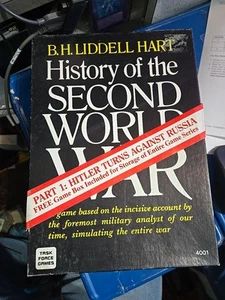 B.H. LIDDELL HART
History of the
SECOND
WORLD
WAR
PART 1: HITLER TURNS AGAINST RUSSIA
FREE Game Box Included for Storage of Entire Game Series
game based on the incisive account by
the foremost military analyst of our
time, simulating the entire war
TASK
FORCE
GAMES
4001